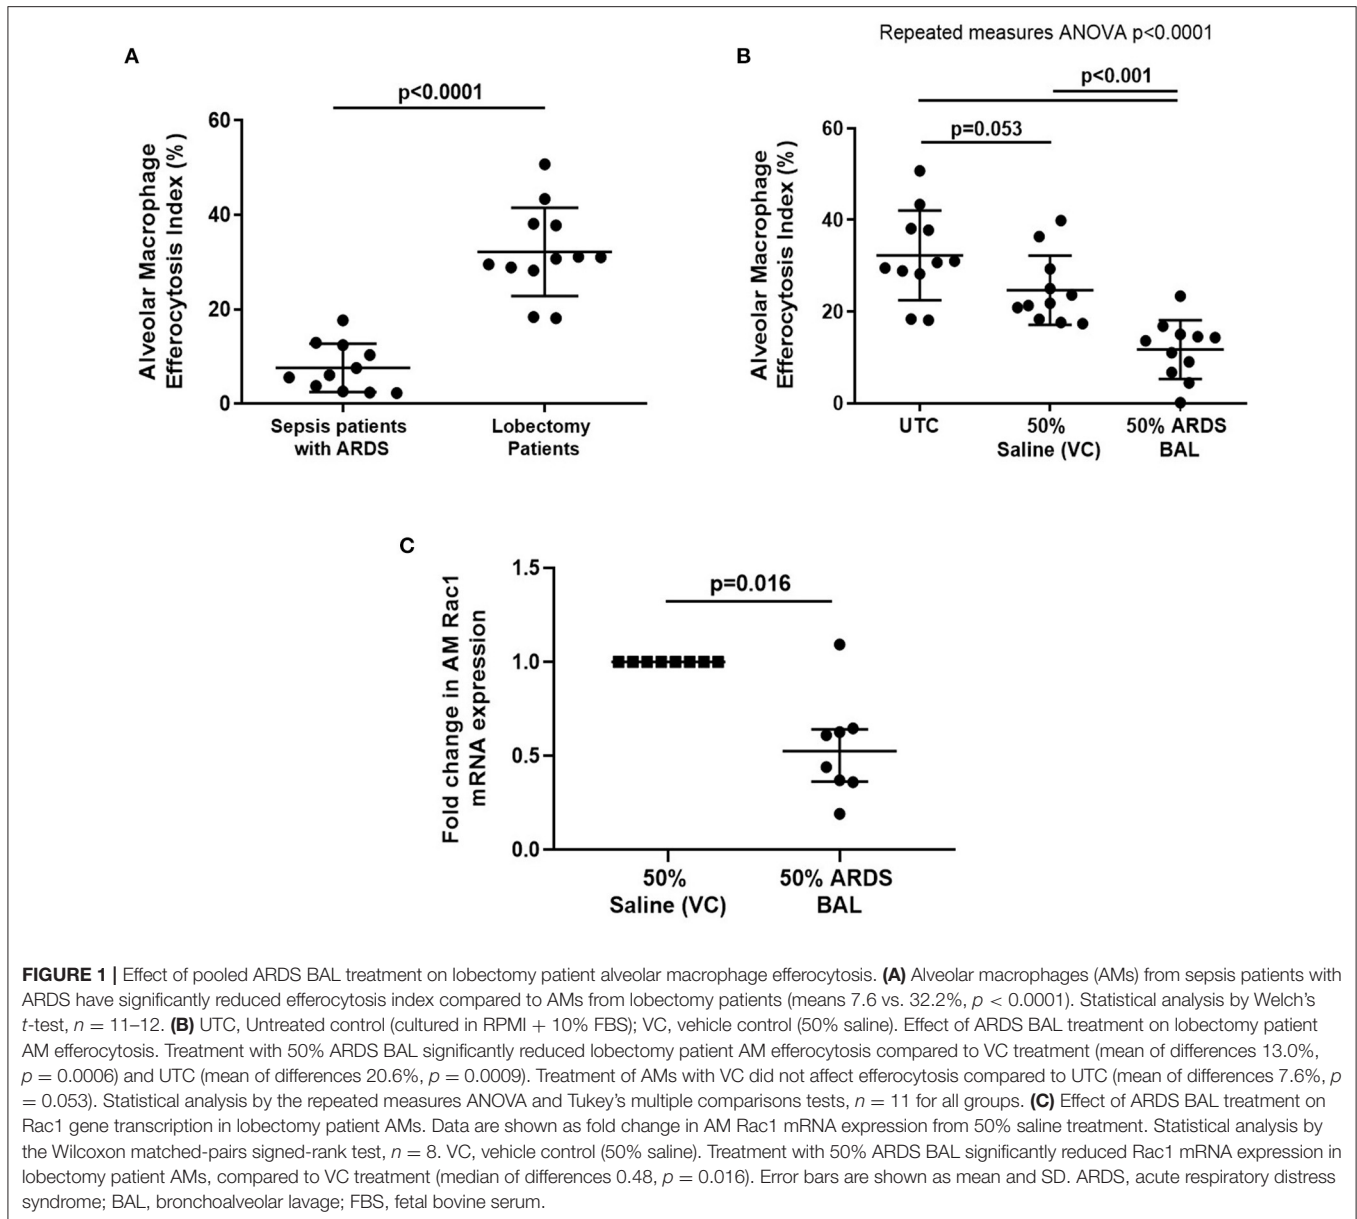 A
p<0.0001
Alveolar Macrophage
Efferocytosis Index (%)
60
40
20
0
Sepsis patients
with ARDS
Lobectomy
Patients
B
Repeated measures ANOVA p<0.0001
p<0.001
p=0.053
Alveolar Macrophage
Efferocytosis Index (%)
60
40
20
0
UTC
50%
Saline (VC)
50% ARDS
BAL
C
p=0.016
Fold change in AM Rac1
mRNA expression
1.5
1.0
0.5
0.0
50%
Saline (VC)
50% ARDS
BAL
FIGURE 1 | Effect of pooled ARDS BAL treatment on lobectomy patient alveolar macrophage efferocytosis. (A) Alveolar macrophages (AMs) from sepsis patients with
ARDS have significantly reduced efferocytosis index compared to AMs from lobectomy patients (means 7.6 vs. 32.2%, p < 0.0001). Statistical analysis by Welch's
t-test, n = 11–12. (B) UTC, Untreated control (cultured in RPMI + 10% FBS); VC, vehicle control (50% saline). Effect of ARDS BAL treatment on lobectomy patient
AM efferocytosis. Treatment with 50% ARDS BAL significantly reduced lobectomy patient AM efferocytosis compared to VC treatment (mean of differences 13.0%,
p = 0.0006) and UTC (mean of differences 20.6%, p = 0.0009). Treatment of AMs with VC did not affect efferocytosis compared to UTC (mean of differences 7.6%, p
= 0.053). Statistical analysis by the repeated measures ANOVA and Tukey's multiple comparisons tests, n = 11 for all groups. (C) Effect of ARDS BAL treatment on
Rac1 gene transcription in lobectomy patient AMs. Data are shown as fold change in AM Rac1 mRNA expression from 50% saline treatment. Statistical analysis by
the Wilcoxon matched-pairs signed-rank test, n = 8. VC, vehicle control (50% saline). Treatment with 50% ARDS BAL significantly reduced Rac1 mRNA expression in
lobectomy patient AMs, compared to VC treatment (median of differences 0.48, p = 0.016). Error bars are shown as mean and SD. ARDS, acute respiratory distress
syndrome; BAL, bronchoalveolar lavage; FBS, fetal bovine serum.